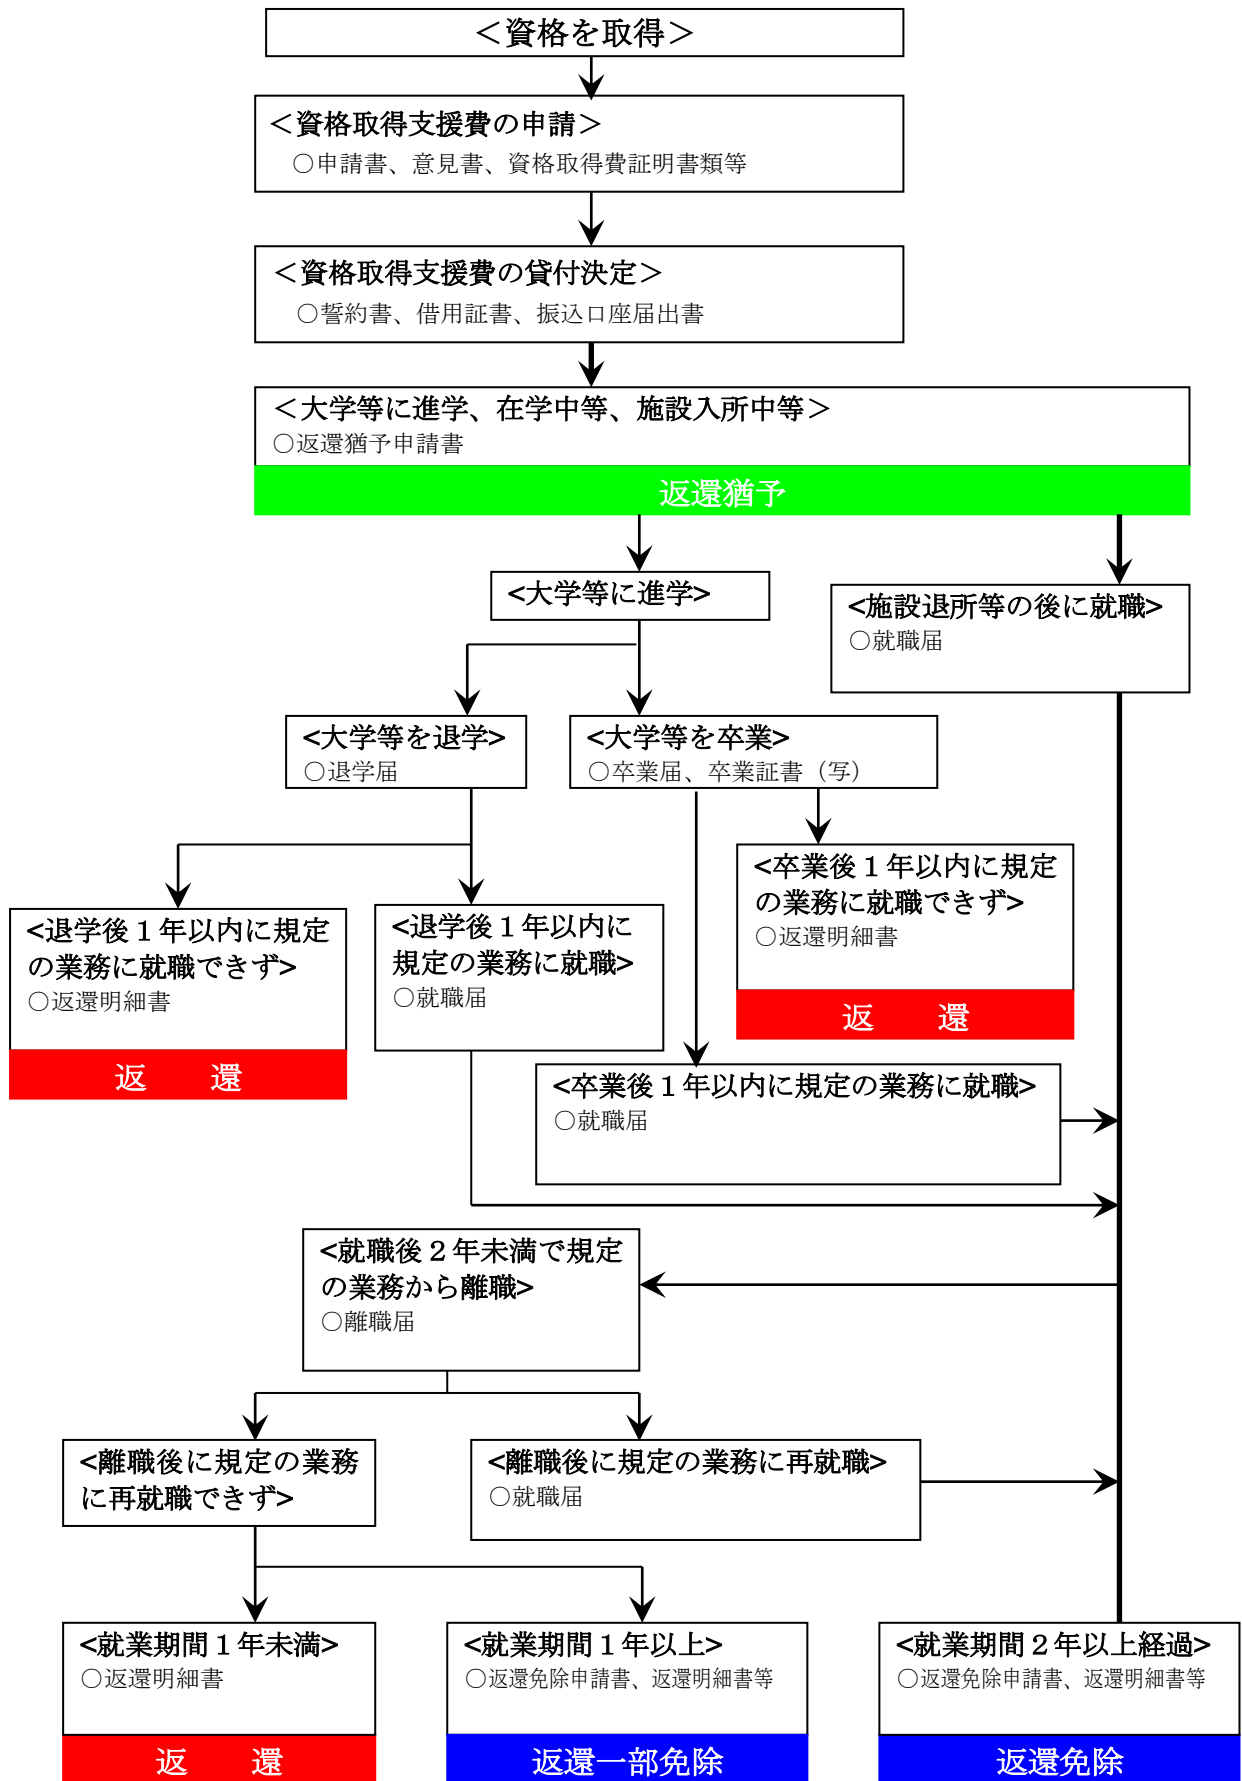 ＜資格を取得＞
＜資格取得支援費の申請＞
○申請書、意見書、資格取得費証明書類等
＜資格取得支援費の貸付決定＞
○誓約書、借用証書、振込口座届出書
＜大学等に進学、在学中等、施設入所中等＞
○返還猶予申請書
返還猶予
<大学等に進学>
<施設退所等の後に就職>
○就職届
<大学等を退学>
○退学届
<大学等を卒業>
○卒業届、卒業証書（写）
<卒業後１年以内に規定
の業務に就職できず>
○返還明細書
返　　還
<退学後１年以内に規定
の業務に就職できず>
○返還明細書
返　　還
<退学後１年以内に
規定の業務に就職>
○就職届
<卒業後１年以内に規定の業務に就職>
○就職届
<就職後２年未満で規定
の業務から離職>
○離職届
<離職後に規定の業務
に再就職できず>
<離職後に規定の業務に再就職>
○就職届
<就業期間１年未満>
○返還明細書
返　　還
<就業期間１年以上>
○返還免除申請書、返還明細書等
返還一部免除
<就業期間２年以上経過>
○返還免除申請書、返還明細書等
返還免除